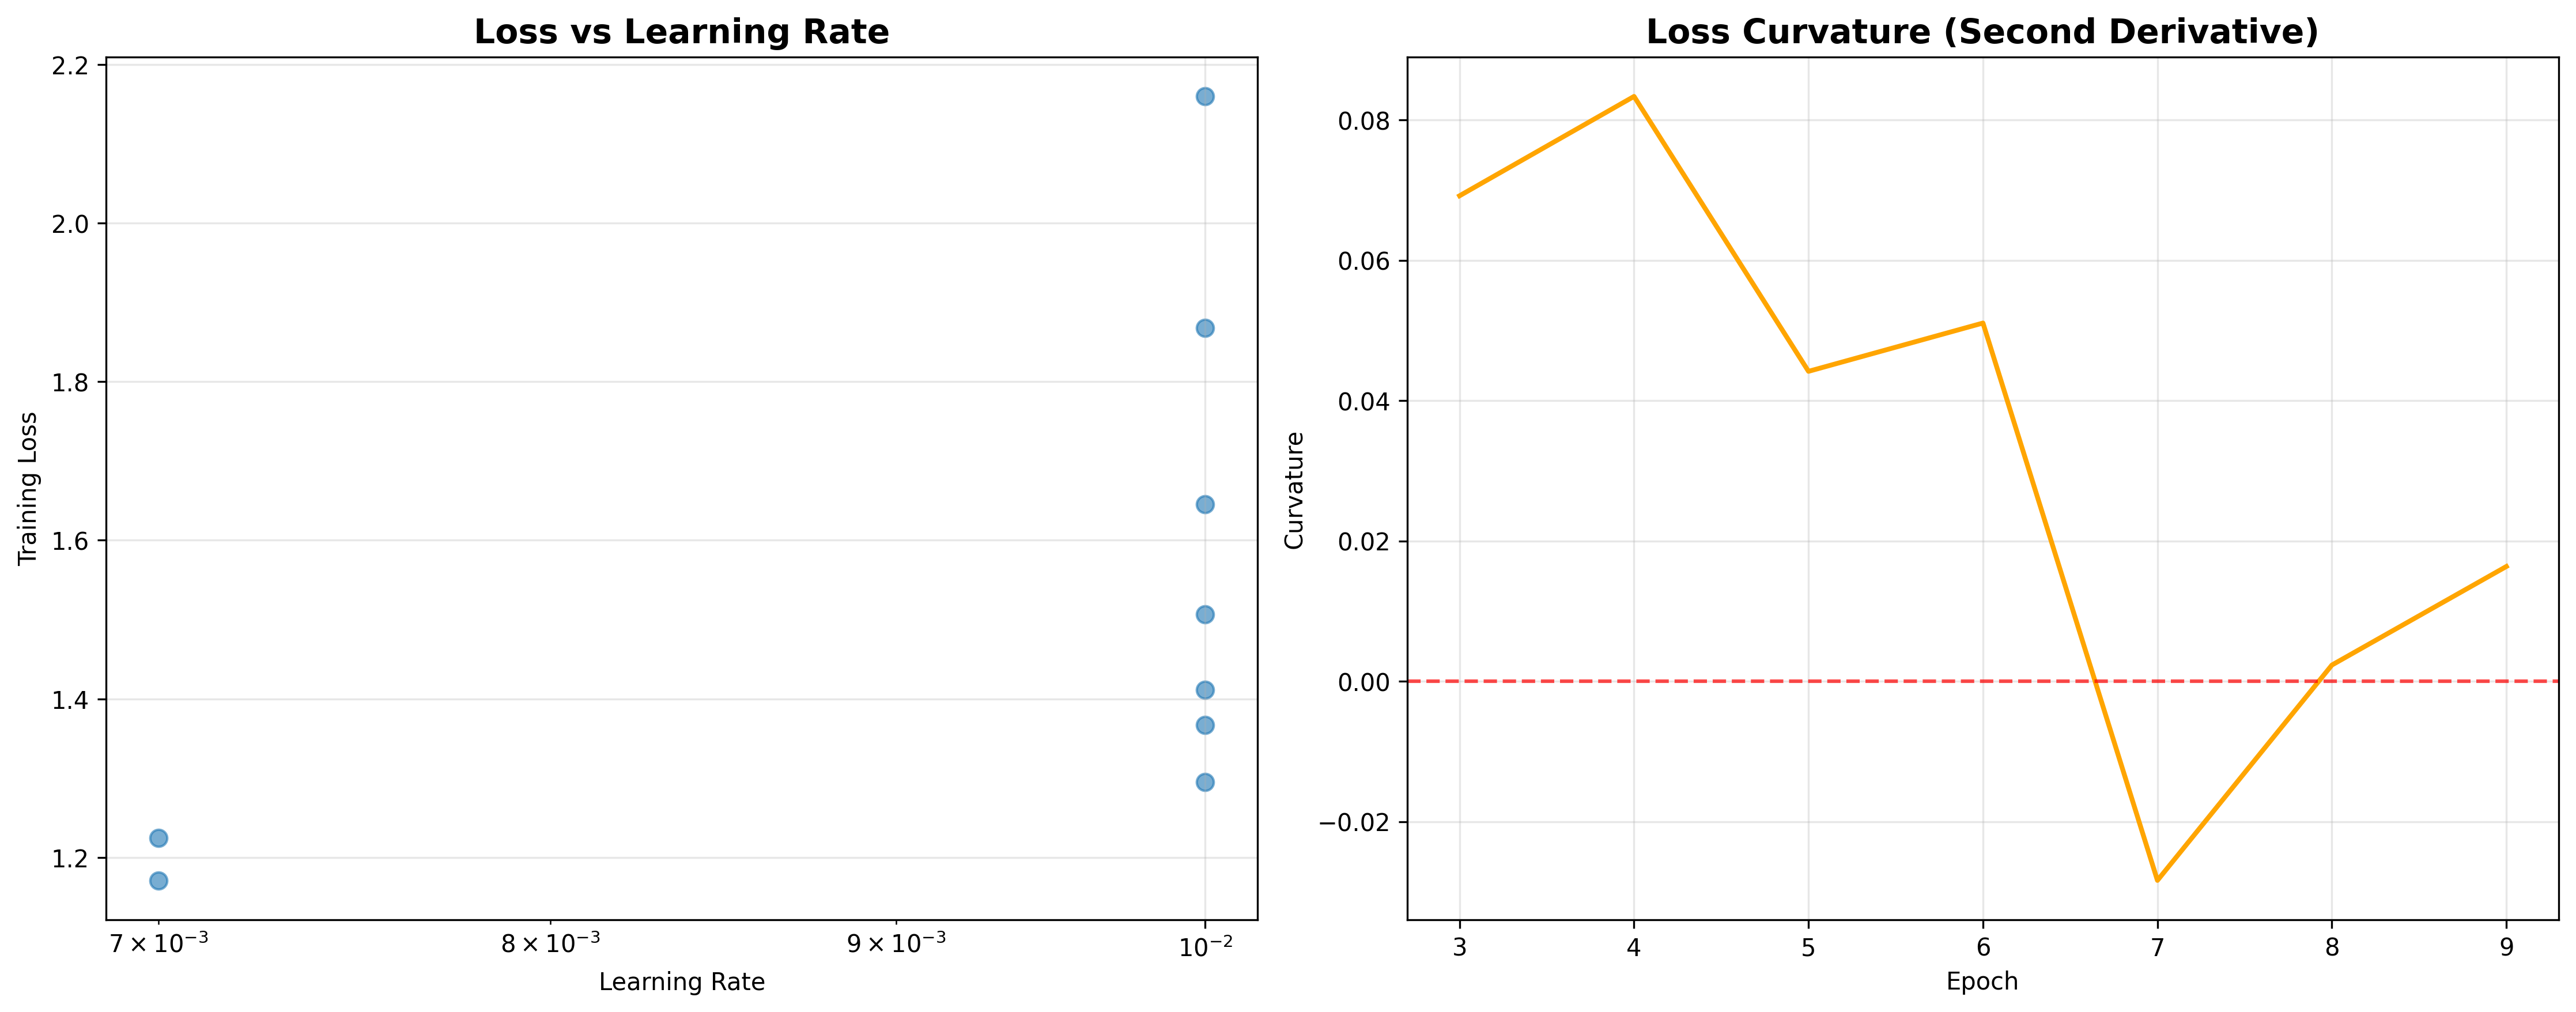 Loss vs Learning Rate
2.2
2.0
1.8
1.6
1.4
1.2
Training Loss
7 × 10⁻³
8 × 10⁻³
9 × 10⁻³
10⁻²
Learning Rate
Loss Curvature (Second Derivative)
0.08
0.06
0.04
0.02
0.00
−0.02
Curvature
3
4
5
6
7
8
9
Epoch